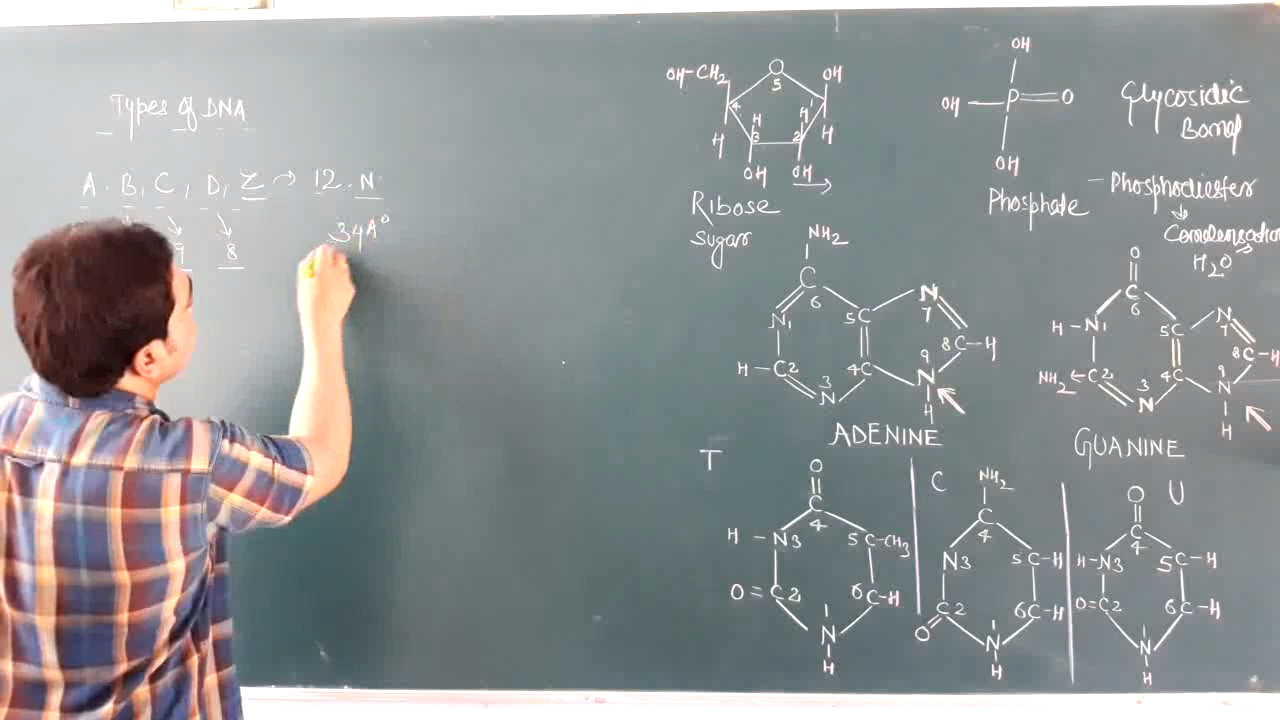 Types of DNA
A. B, C, D, Z → 12. N.
34A°
9 8
OH-CH2 O OH
5
4 H H 1
H 3 2 H
OH OH
Ribose
Sugar
OH
OH P O
OH
Phosphate
Glycosidic
Bond
- Phosphodiester
Condensation
H2O
NH2
C
6
N1 5C N
7
8C-H
H-C2 4C 9
3 N
N H
ADENINE
O
C
6
H-N1 5C N
7
8C-H
NH2 C2 4C 9
3 N
N H
GUANINE
T
O
C
4
H-N3 5C-CH3
O=C2 6C-H
N
H
C
NH2
C
4
N3 5C-H
C2 6C-H
O N
H
U
O
C
4
H-N3 5C-H
O=C2 6C-H
N
H